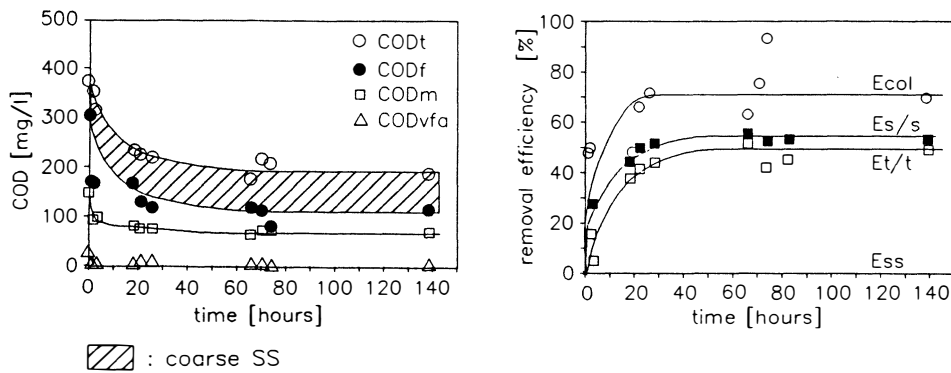 500
400
300
200
100
0
COD [mg/l]
0 20 40 60 80 100 120 140
time [hours]
CODt
CODf
CODm
CODvfa
: coarse SS
100
80
60
40
20
0
removal efficiency [%]
Ecol
Es/s
Et/t
Ess
0 20 40 60 80 100 120 140
time [hours]